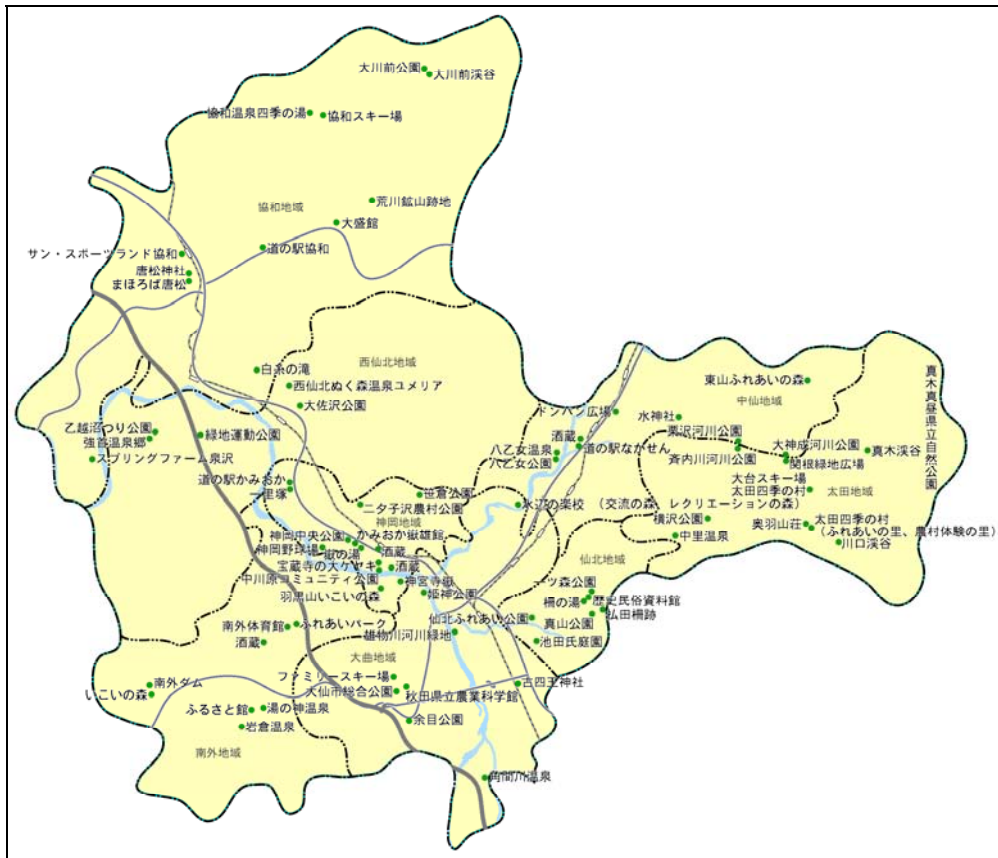 大川前公園
大川前渓谷
協和温泉四季の湯
協和スキー場
荒川鉱山跡地
協和地域
大盛館
道の駅協和
サン・スポーツランド協和
唐松神社
まほろば唐松
西仙北地域
白糸の滝
西仙北ぬく森温泉ユメリア
大佐沢公園
乙越沼つり公園
強首温泉郷
緑地運動公園
スプリングファーム泉沢
道の駅かみおか
一里塚
笹倉公園
二夕子沢農村公園
神岡地域
神岡中央公園
かみおか嶽雄館
神岡野球場
嶽の湯
酒蔵
宝蔵寺の大ケヤキ
酒蔵
中川原コミュニティ公園
神宮寺嶽
羽黒山いこいの森
姫神公園
南外体育館
ふれあいパーク
酒蔵
雄物川河川緑地
仙北ふれあい公園
大曲地域
ファミリースキー場
大仙市総合公園
秋田県立農業科学館
南外ダム
いこいの森
ふるさと館
湯の神温泉
岩倉温泉
余目公園
南外地域
角間川温泉
古四王神社
池田氏庭園
真山公園
払田柵跡
歴史民俗資料館
柵の湯
一ツ森公園
仙北地域
中里温泉
横沢公園
水辺の楽校
(交流の森、レクリエーションの森)
東山ふれあいの森
中仙地域
ドンパン広場
水神社
酒蔵
道の駅なかせん
八乙女温泉
八乙女公園
栗沢河川公園
斉内川河川公園
大神成河川公園
関根緑地広場
真木渓谷
大台スキー場
太田四季の村
太田地域
奥羽山荘
太田四季の村
(ふれあいの里、農村体験の里)
川口渓谷
真木真昼県立自然公園